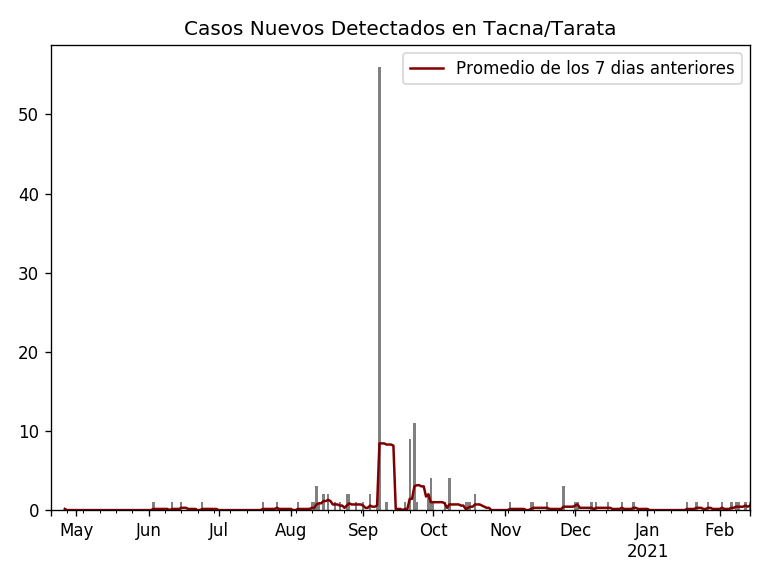 Casos Nuevos Detectados en Tacna/Tarata
Promedio de los 7 dias anteriores
50
40
30
20
10
0
May Jun Jul Aug Sep Oct Nov Dec Jan Feb
2021